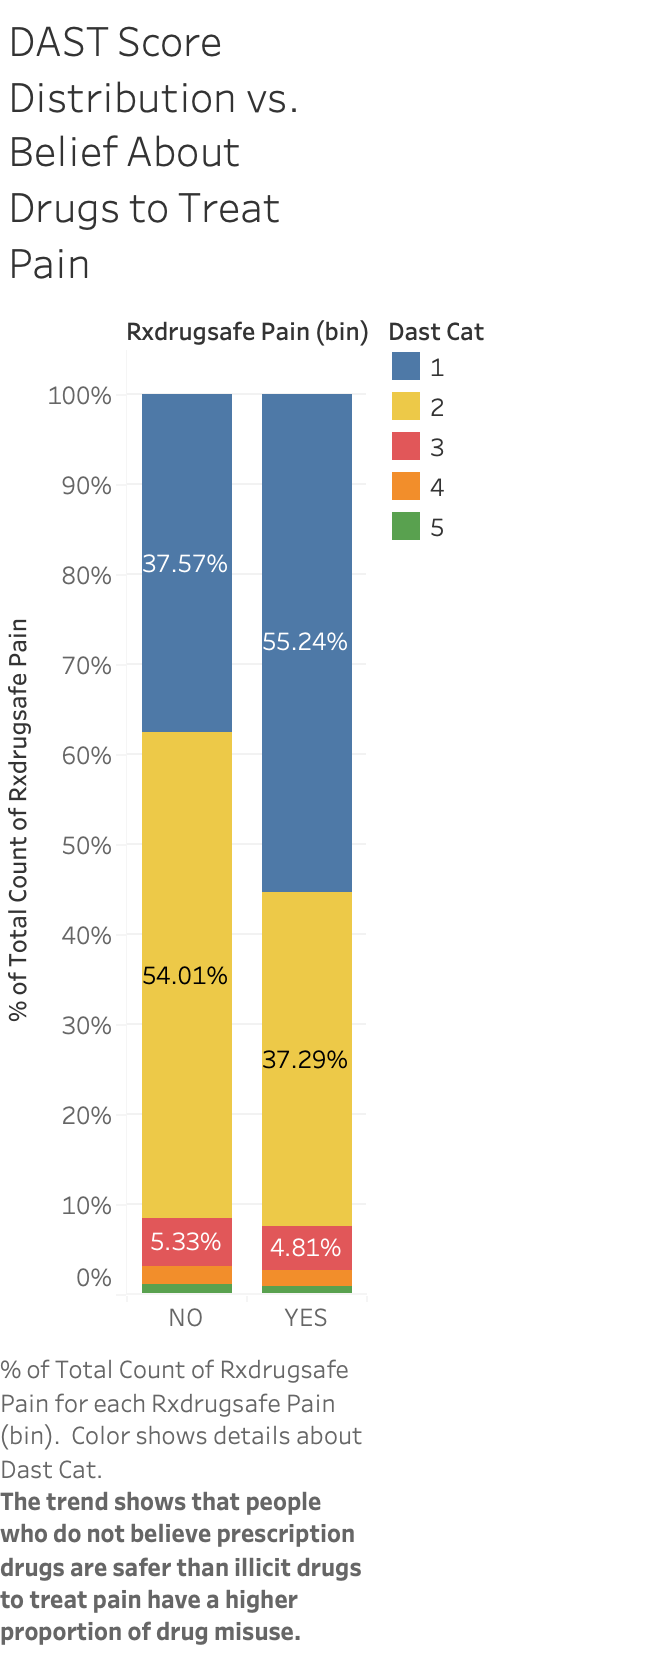 DAST Score
Distribution vs.
Belief About
Drugs to Treat
Pain
Rxdrugsafe Pain (bin)
Dast Cat
1
2
3
4
5
% of Total Count of Rxdrugsafe Pain
100%
90%
80%
70%
60%
50%
40%
30%
20%
10%
0%
37.57%
55.24%
54.01%
37.29%
5.33%
4.81%
NO
YES
% of Total Count of Rxdrugsafe
Pain for each Rxdrugsafe Pain
(bin).  Color shows details about
Dast Cat.
The trend shows that people
who do not believe prescription
drugs are safer than illicit drugs
to treat pain have a higher
proportion of drug misuse.